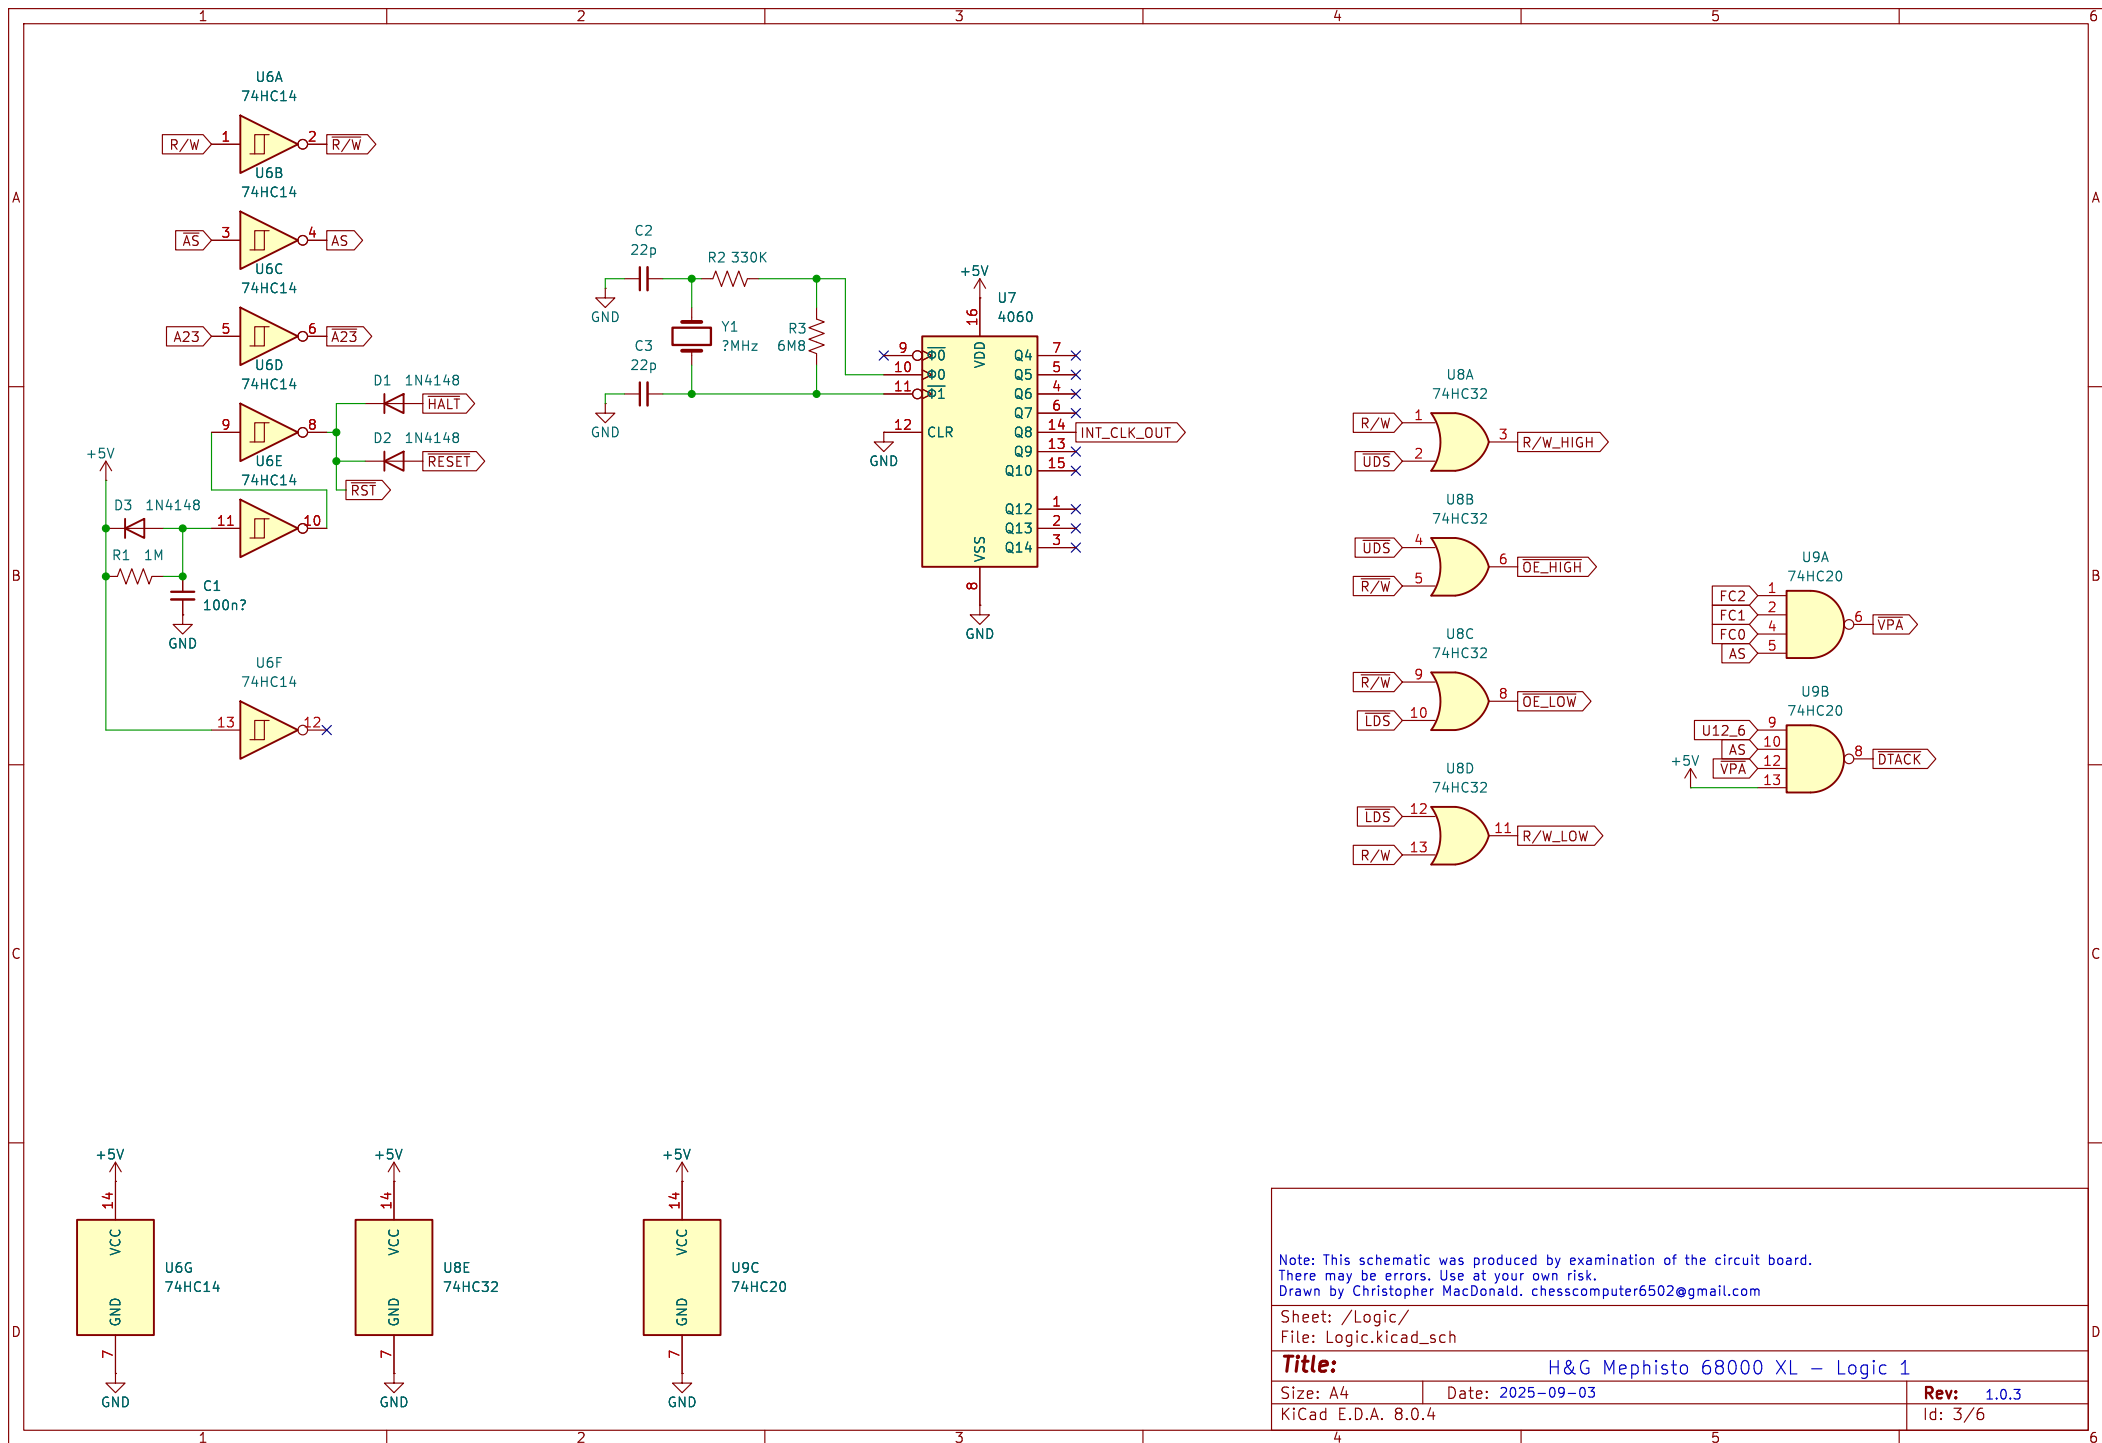 1 2 3 4 5 6
A
B
C
D
A
B
C
D
1 2 3 4 5 6
U6A
74HC14
R/W 1 2 R/W
U6B
74HC14
AS 3 4 AS
U6C
74HC14
A23 5 6 A23
U6D
74HC14
9 8
D1 1N4148
HALT
D2 1N4148
RESET
RST
U6E
74HC14
11 10
+5V
D3 1N4148
R1 1M
C1
100n?
GND
U6F
74HC14
13 12
C2
22p
R2 330K
GND
Y1
?MHz
R3
6M8
C3
22p
GND
+5V
U7
4060
16
VDD
9 Φ0
10 Φ0
11 Φ1
12 CLR
GND
Q4 7
Q5 5
Q6 4
Q7 6
Q8 14 INT_CLK_OUT
Q9 13
Q10 15
Q12 1
Q13 2
Q14 3
VSS
8
GND
U8A
74HC32
R/W 1
UDS 2
3 R/W_HIGH
U8B
74HC32
UDS 4
R/W 5
6 OE_HIGH
U8C
74HC32
R/W 9
LDS 10
8 OE_LOW
U8D
74HC32
LDS 12
R/W 13
11 R/W_LOW
U9A
74HC20
FC2 1
FC1 2
FC0 4
AS 5
6 VPA
U9B
74HC20
U12_6 9
AS 10
VPA 12
+5V 13
8 DTACK
+5V
14
VCC
GND
7
GND
U6G
74HC14
+5V
14
VCC
GND
7
GND
U8E
74HC32
+5V
14
VCC
GND
7
GND
U9C
74HC20
Note: This schematic was produced by examination of the circuit board.
There may be errors. Use at your own risk.
Drawn by Christopher MacDonald. chesscomputer6502@gmail.com
Sheet: /Logic/
File: Logic.kicad_sch
Title: H&G Mephisto 68000 XL – Logic 1
Size: A4 Date: 2025-09-03 Rev: 1.0.3
KiCad E.D.A. 8.0.4 Id: 3/6